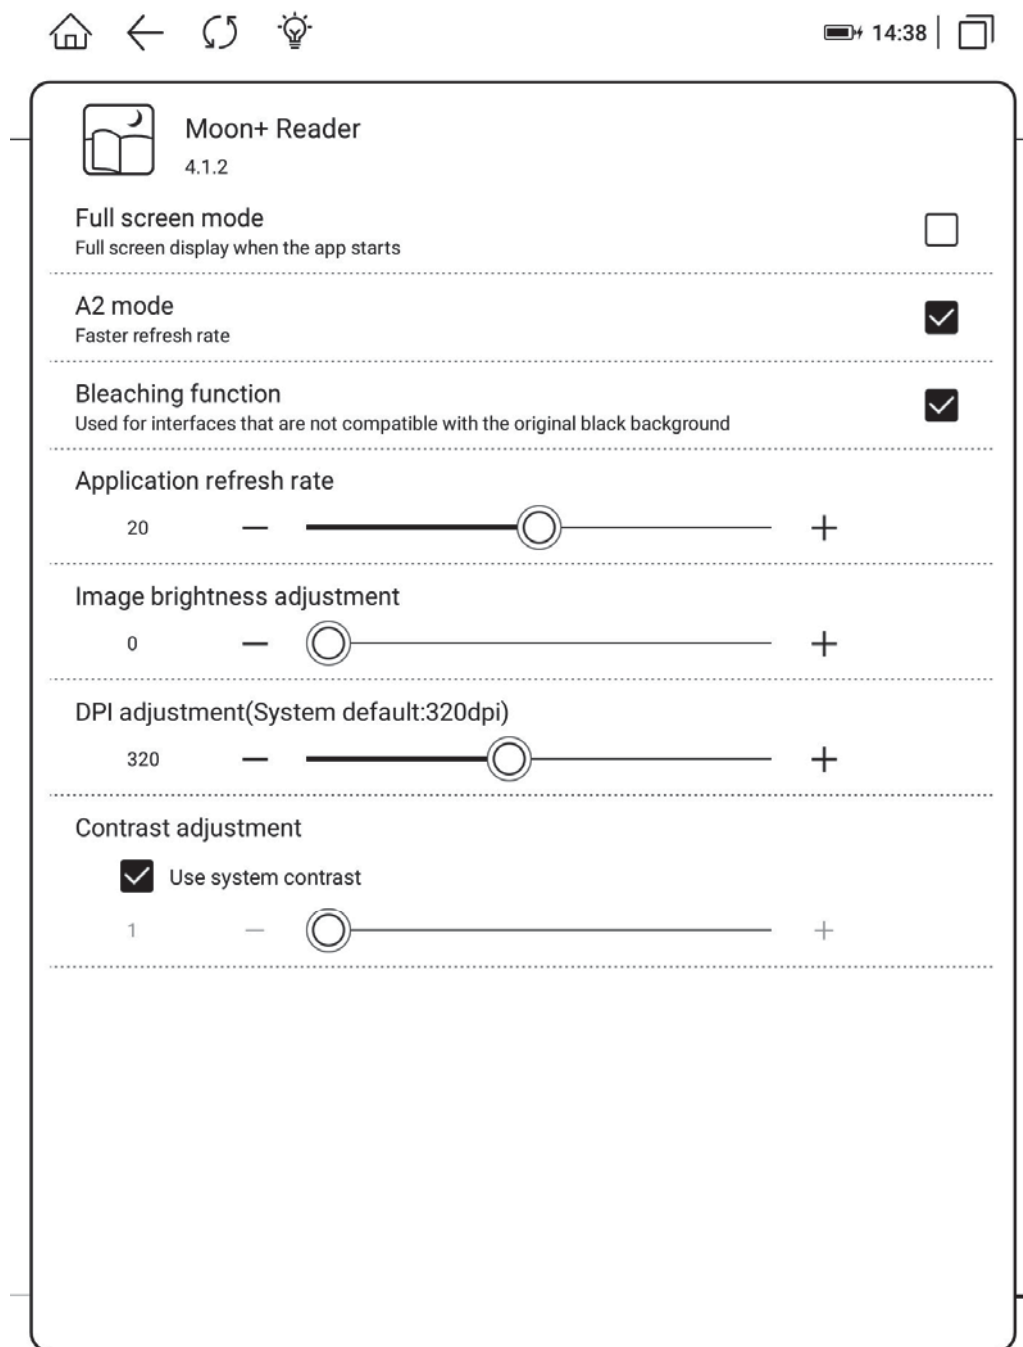 14:38
Moon+ Reader
4.1.2
Full screen mode
Full screen display when the app starts
A2 mode
Faster refresh rate
Bleaching function
Used for interfaces that are not compatible with the original black background
Application refresh rate
20
Image brightness adjustment
0
DPI adjustment(System default:320dpi)
320
Contrast adjustment
Use system contrast
1